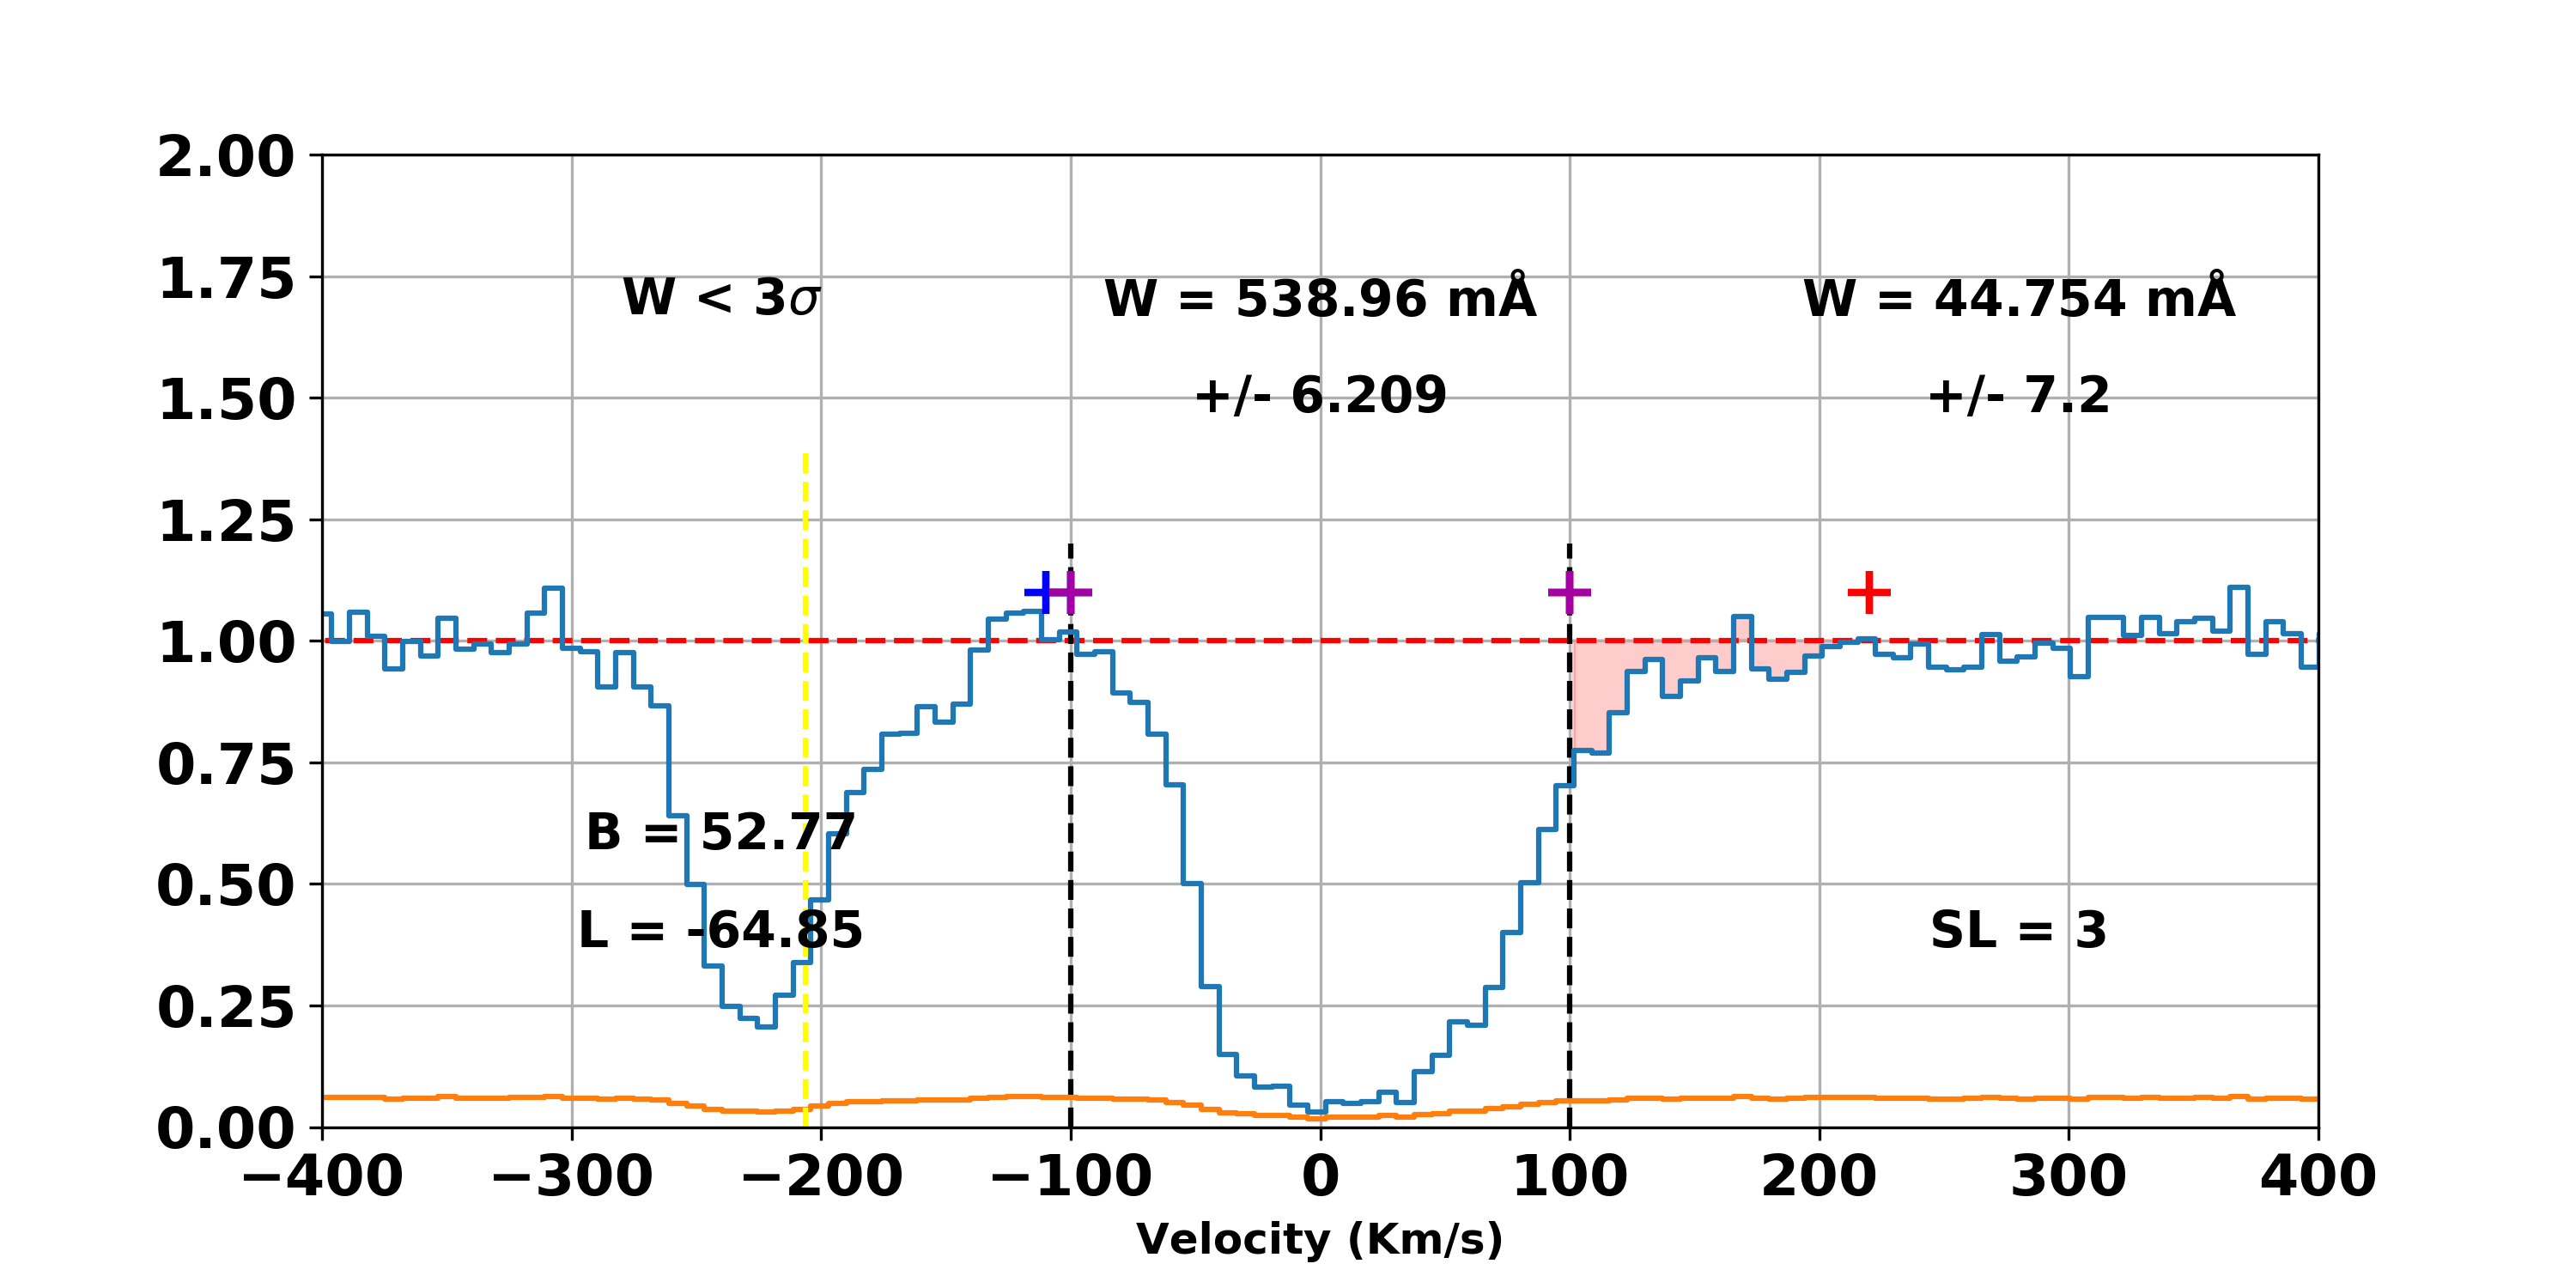 2.00
1.75
1.50
1.25
1.00
0.75
0.50
0.25
0.00
W < 3σ
W = 538.96 mÅ
+/- 6.209
W = 44.754 mÅ
+/- 7.2
B = 52.77
L = -64.85
SL = 3
−400 −300 −200 −100 0 100 200 300 400
Velocity (Km/s)